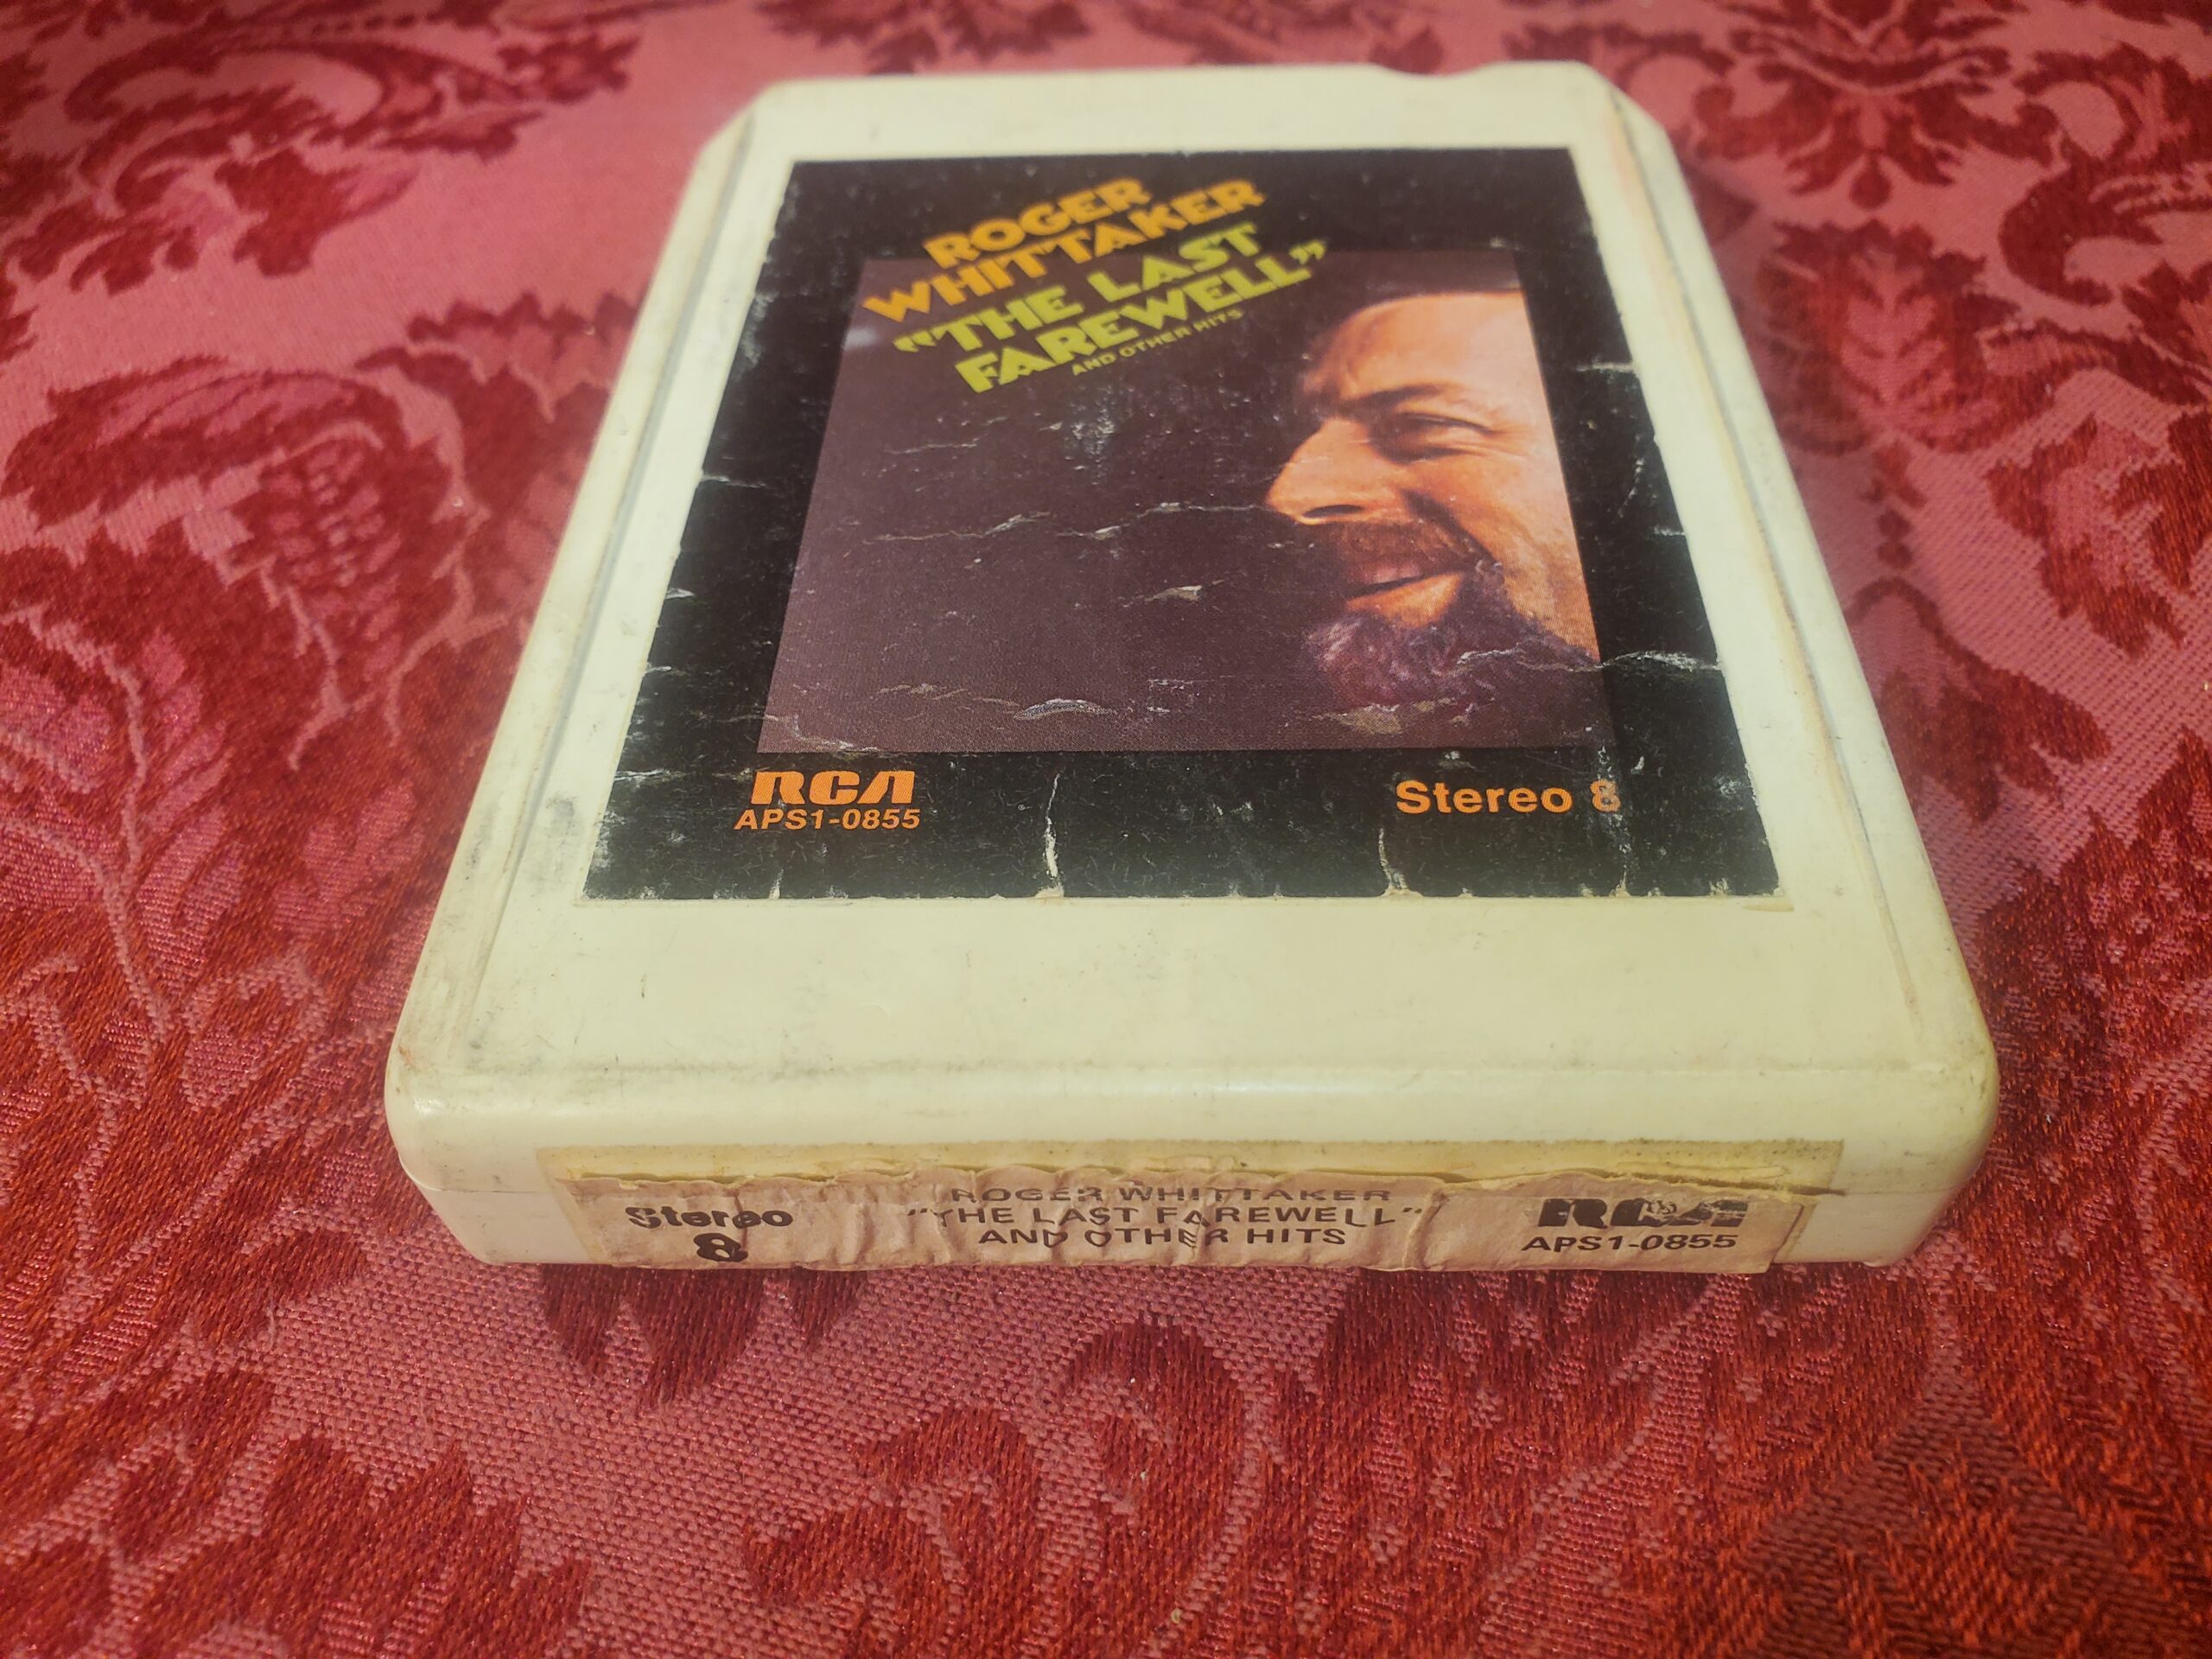 ROGER
WHITTAKER
“THE LAST
FAREWELL”
AND OTHER HITS
RCA
APS1-0855
Stereo 8
Stereo
8
ROGER WHITTAKER
“THE LAST FAREWELL”
AND OTHER HITS
RCA
APS1-0855